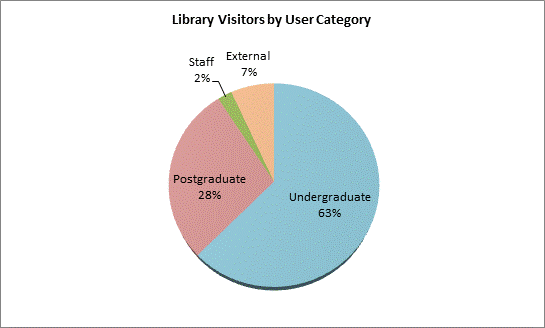 Library Visitors by User Category
Staff
2%
External
7%
Postgraduate
28%
Undergraduate
63%